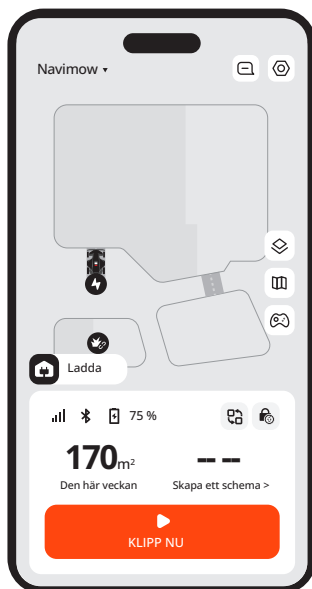 Navimow
Ladda
75 %
170m²
-- --
Den här veckan
Skapa ett schema >
KLIPP NU